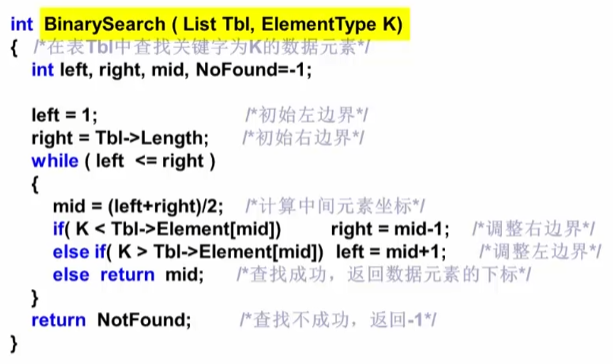 int BinarySearch ( List Tbl, ElementType K)
{ /*在表Tbl中查找关键字为K的数据元素*/
int left, right, mid, NoFound=-1;
left = 1; /*初始左边界*/
right = Tbl->Length; /*初始右边界*/
while ( left <= right )
{
mid = (left+right)/2; /*计算中间元素坐标*/
if( K < Tbl->Element[mid]) right = mid-1; /*调整右边界*/
else if( K > Tbl->Element[mid]) left = mid+1; /*调整左边界*/
else return mid; /*查找成功，返回数据元素的下标*/
}
return NotFound; /*查找不成功，返回-1*/
}